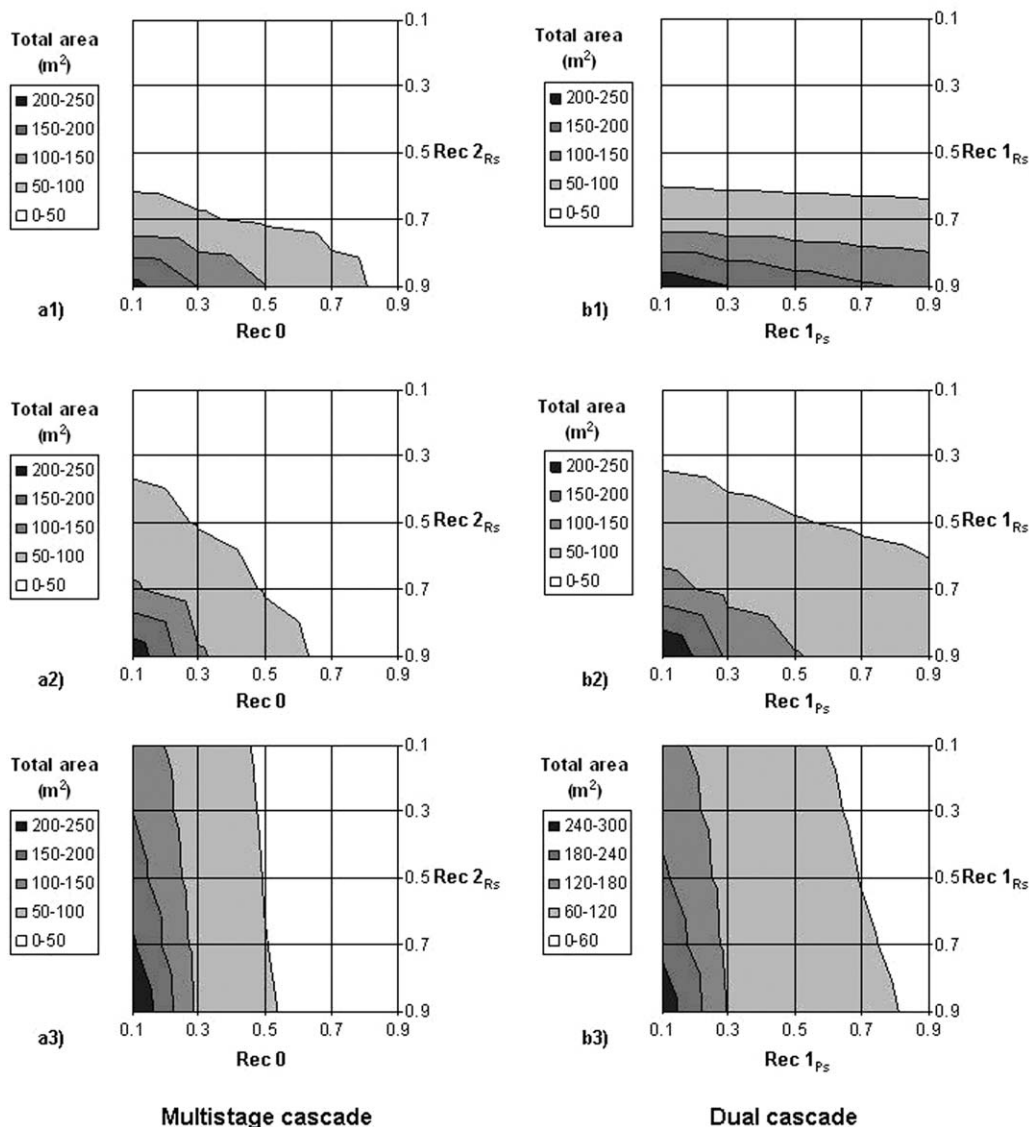 Total area
(m²)
200-250
150-200
100-150
50-100
0-50
0.1
0.3
0.5
0.7
0.9
Rec 2Rs
0.1 0.3 0.5 0.7 0.9
Rec 0
a1)
Total area
(m²)
200-250
150-200
100-150
50-100
0-50
0.1
0.3
0.5
0.7
0.9
Rec 1Rs
0.1 0.3 0.5 0.7 0.9
Rec 1Ps
b1)
Total area
(m²)
200-250
150-200
100-150
50-100
0-50
0.1
0.3
0.5
0.7
0.9
Rec 2Rs
0.1 0.3 0.5 0.7 0.9
Rec 0
a2)
Total area
(m²)
200-250
150-200
100-150
50-100
0-50
0.1
0.3
0.5
0.7
0.9
Rec 1Rs
0.1 0.3 0.5 0.7 0.9
Rec 1Ps
b2)
Total area
(m²)
200-250
150-200
100-150
50-100
0-50
0.1
0.3
0.5
0.7
0.9
Rec 2Rs
0.1 0.3 0.5 0.7 0.9
Rec 0
a3)
Total area
(m²)
240-300
180-240
120-180
60-120
0-60
0.1
0.3
0.5
0.7
0.9
Rec 1Rs
0.1 0.3 0.5 0.7 0.9
Rec 1Ps
b3)
Multistage cascade
Dual cascade